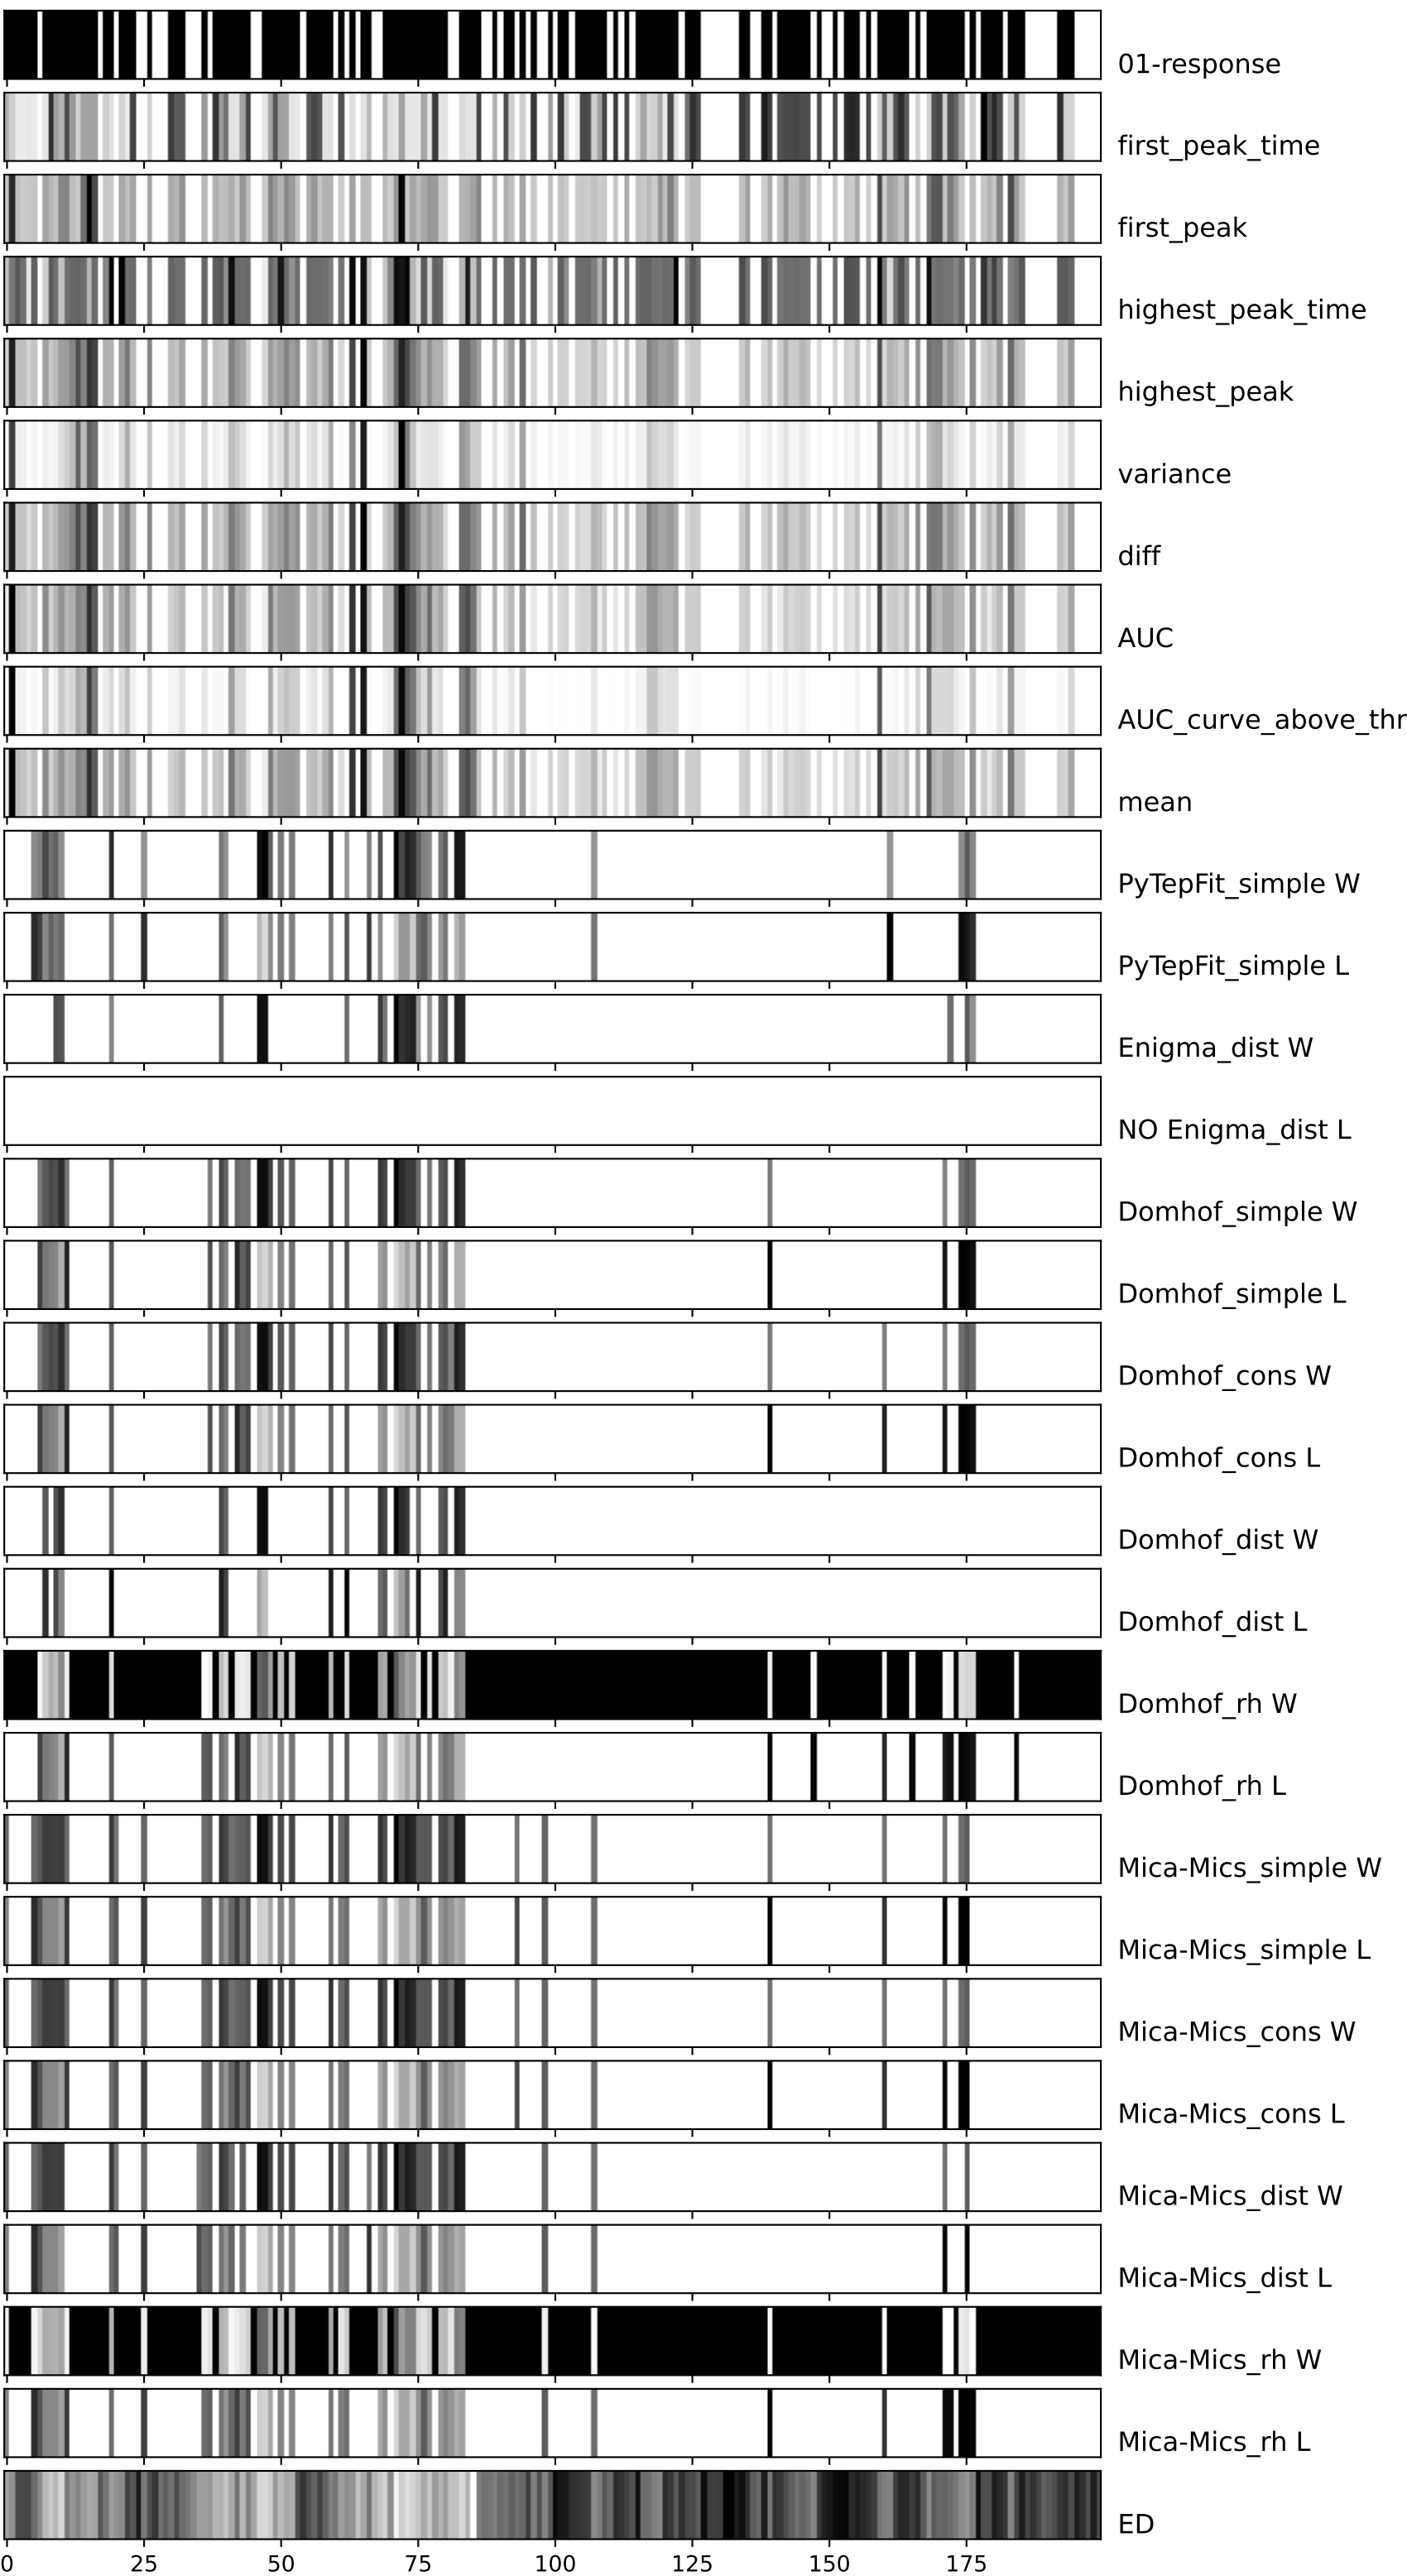 01-response
first_peak_time
first_peak
highest_peak_time
highest_peak
variance
diff
AUC
AUC_curve_above_thr
mean
PyTepFit_simple W
PyTepFit_simple L
Enigma_dist W
NO Enigma_dist L
Domhof_simple W
Domhof_simple L
Domhof_cons W
Domhof_cons L
Domhof_dist W
Domhof_dist L
Domhof_rh W
Domhof_rh L
Mica-Mics_simple W
Mica-Mics_simple L
Mica-Mics_cons W
Mica-Mics_cons L
Mica-Mics_dist W
Mica-Mics_dist L
Mica-Mics_rh W
Mica-Mics_rh L
ED
0 25 50 75 100 125 150 175